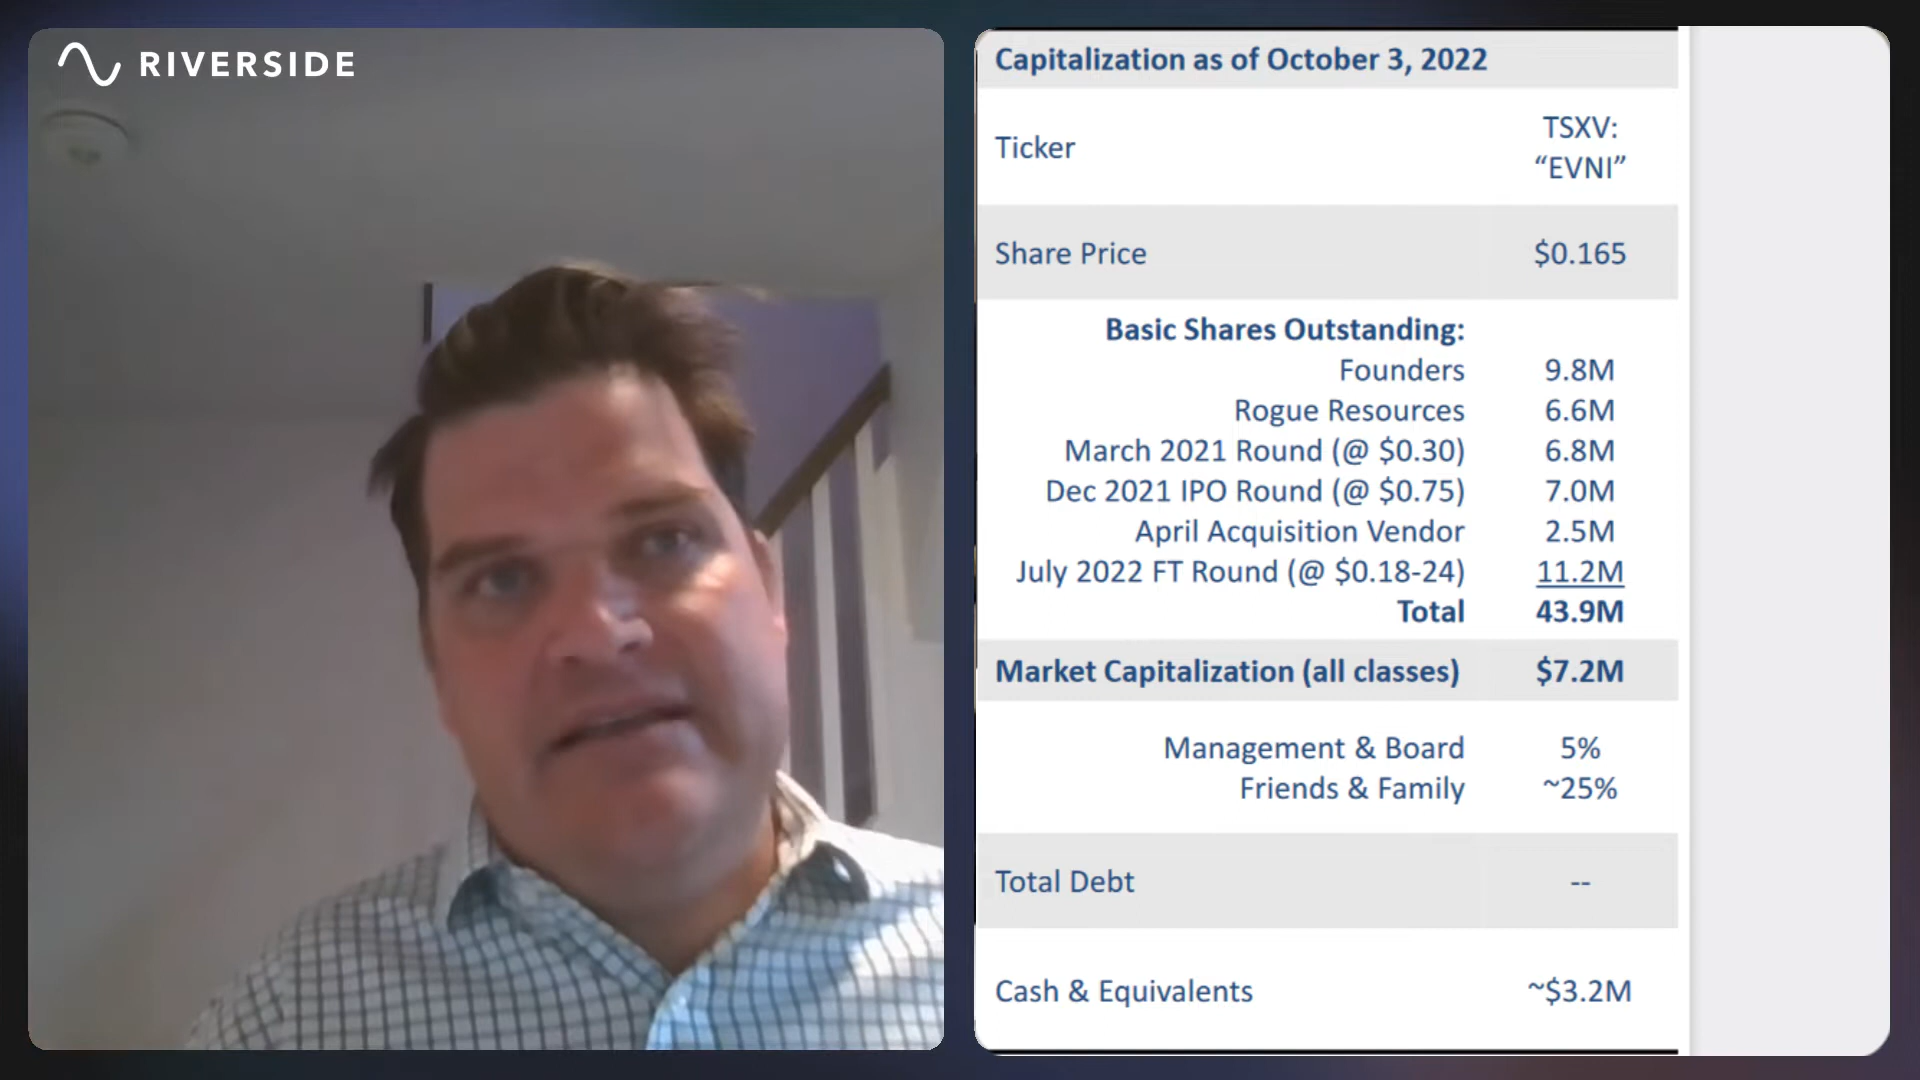 RIVERSIDE
Capitalization as of October 3, 2022
Ticker
TSXV:
“EVNI”
Share Price $0.165
Basic Shares Outstanding:
Founders 9.8M
Rogue Resources 6.6M
March 2021 Round (@ $0.30) 6.8M
Dec 2021 IPO Round (@ $0.75) 7.0M
April Acquisition Vendor 2.5M
July 2022 FT Round (@ $0.18-24) 11.2M
Total 43.9M
Market Capitalization (all classes) $7.2M
Management & Board 5%
Friends & Family ~25%
Total Debt --
Cash & Equivalents ~$3.2M